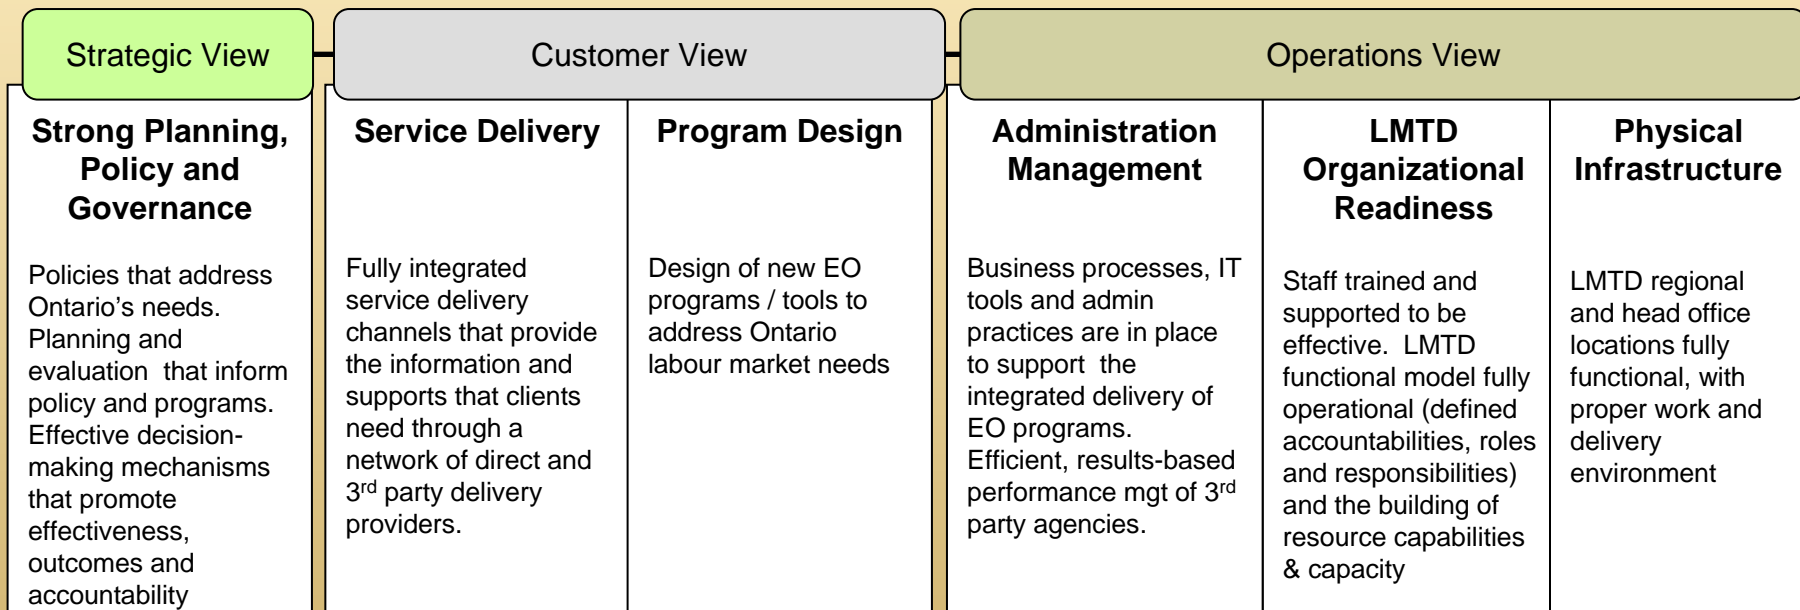 Strategic View
Customer View
Operations View
Strong Planning,
Policy and
Governance
Policies that address
Ontario’s needs.
Planning and
evaluation  that inform
policy and programs.
Effective decision-
making mechanisms
that promote
effectiveness,
outcomes and
accountability
Service Delivery
Fully integrated
service delivery
channels that provide
the information and
supports that clients
need through a
network of direct and
3rd party delivery
providers.
Program Design
Design of new EO
programs / tools to
address Ontario
labour market needs
Administration
Management
Business processes, IT
tools and admin
practices are in place
to support  the
integrated delivery of
EO programs.
Efficient, results-based
performance mgt of 3rd
party agencies.
LMTD
Organizational
Readiness
Staff trained and
supported to be
effective.  LMTD
functional model fully
operational (defined
accountabilities, roles
and responsibilities)
and the building of
resource capabilities
& capacity
Physical
Infrastructure
LMTD regional
and head office
locations fully
functional, with
proper work and
delivery
environment